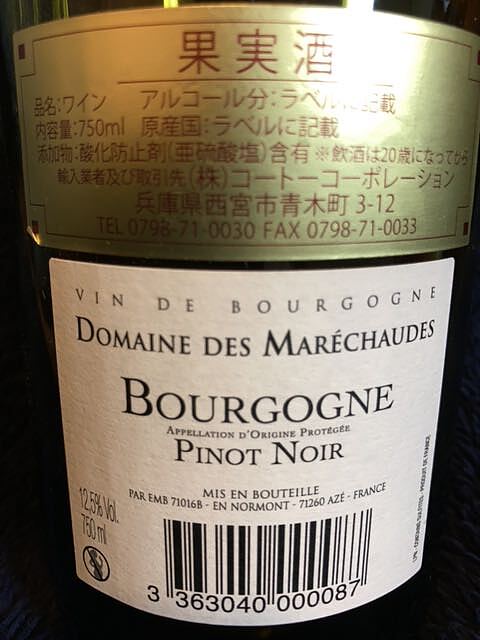 果実酒
品名:ワイン アルコール分:ラベルに記載
内容量:750ml 原産国:ラベルに記載
添加物:酸化防止剤(亜硫酸塩)含有 ※飲酒は20歳になってから
輸入業者及び取引先 (株)コートーコーポレーション
兵庫県西宮市青木町 3-12
TEL 0798-71-0030 FAX 0798-71-0033
VIN DE BOURGOGNE
DOMAINE DES MARÉCHAUDES
BOURGOGNE
APPELLATION D'ORIGINE PROTÉGÉE
PINOT NOIR
MIS EN BOUTEILLE
PAR EMB 71016B - EN NORMONT - 71260 AZÉ - FRANCE
12,5% Vol.
750 ml
3 363040 000087
CONTAINS SULFITES - PRODUIT DE FRANCE